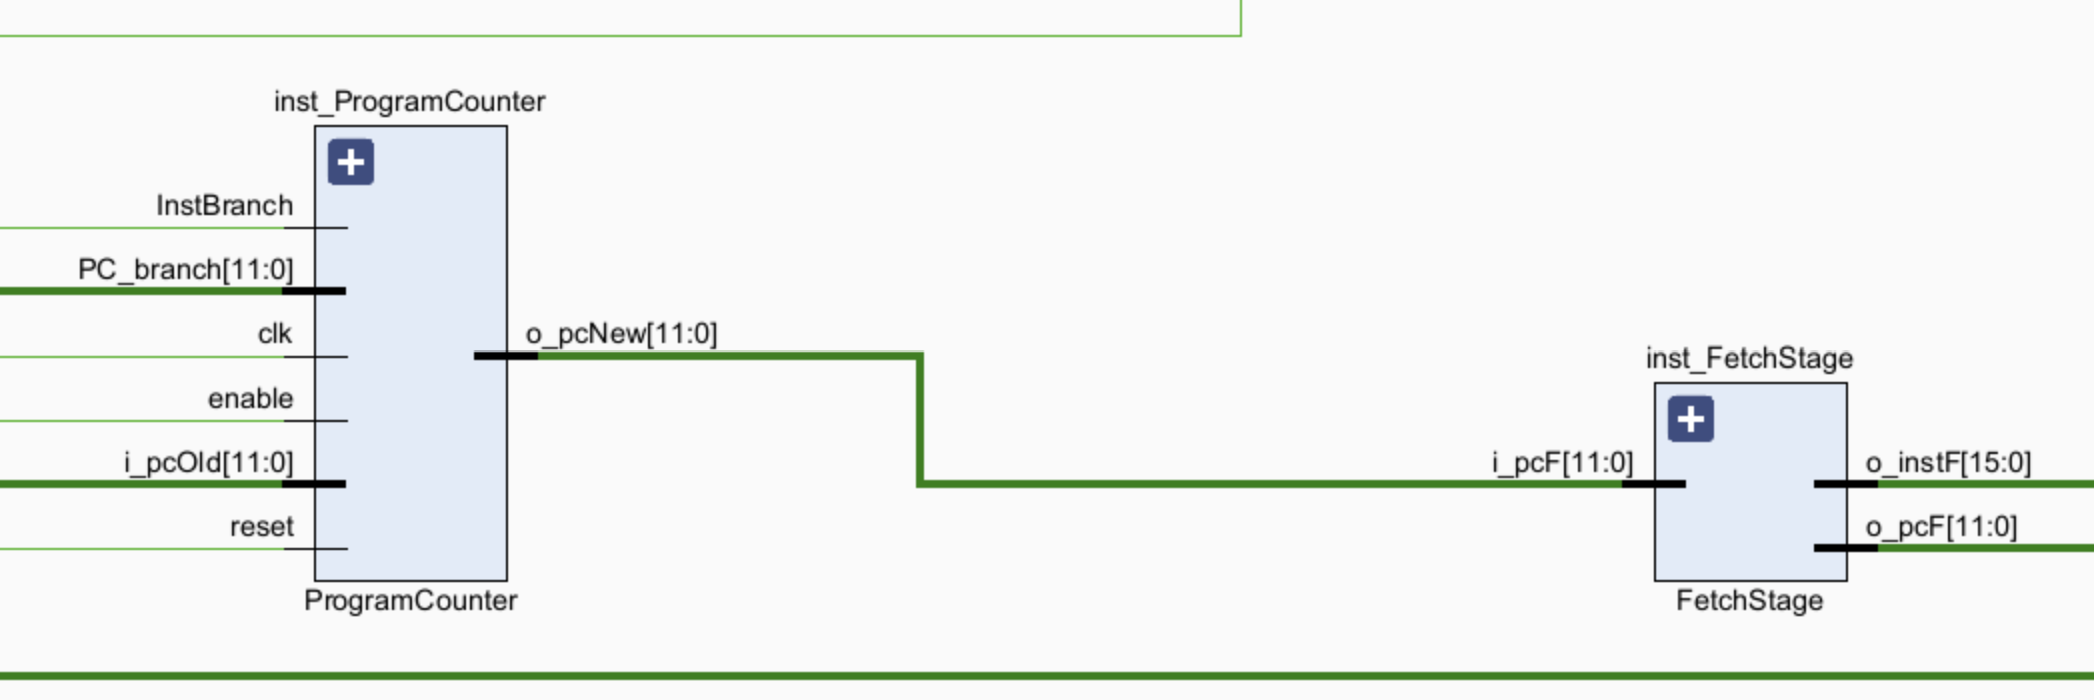 inst_ProgramCounter
InstBranch
PC_branch[11:0]
clk
enable
i_pcOld[11:0]
reset
o_pcNew[11:0]
ProgramCounter
inst_FetchStage
i_pcF[11:0]
o_instF[15:0]
o_pcF[11:0]
FetchStage